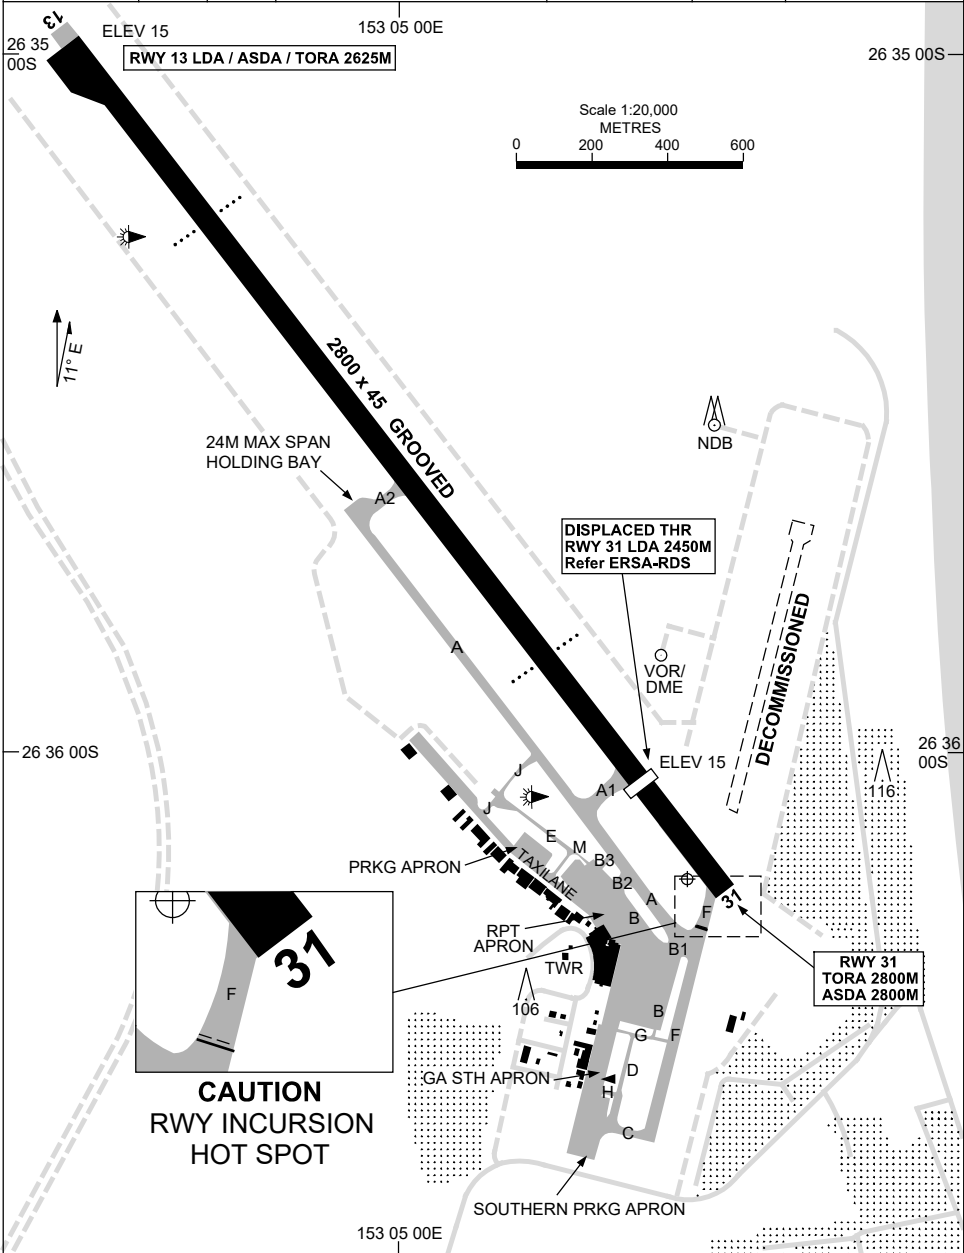 13
ELEV 15
153 05 00E
26 35
00S
RWY 13 LDA / ASDA / TORA 2625M
26 35 00S
Scale 1:20,000
METRES
0 200 400 600
11° E
2800 x 45 GROOVED
24M MAX SPAN
HOLDING BAY
A2
NDB
DISPLACED THR
RWY 31 LDA 2450M
Refer ERSA-RDS
DECOMMISSIONED
A
VOR/
DME
26 36 00S
ELEV 15
26 36
00S
J
A1
116
J
E
M
PRKG APRON
TAXILANE
B3
B2
A
31
F
B
RPT
APRON
B1
TWR
RWY 31
TORA 2800M
ASDA 2800M
31
F
106
B
G
F
GA STH APRON
D
H
C
CAUTION
RWY INCURSION
HOT SPOT
SOUTHERN PRKG APRON
153 05 00E